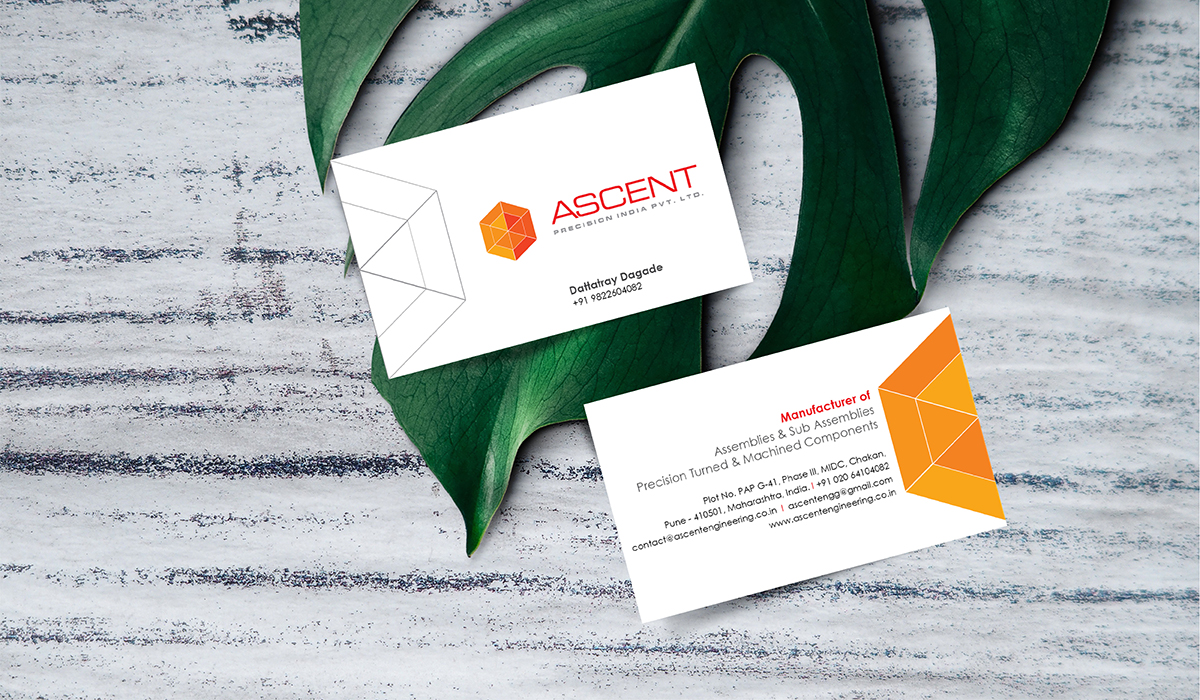 ASCENT
PRECISION INDIA PVT. LTD.
Dattatray Dagade
+91 9822604082
Manufacturer of
Assemblies & Sub Assemblies
Precision Turned & Machined Components
Plot No. PAP G-41, Phase III, MIDC, Chakan,
Pune - 410501, Maharashtra, India. I +91 020 64104082
contact@ascentengineering.co.in I ascentengg@gmail.com
www.ascentengineering.co.in